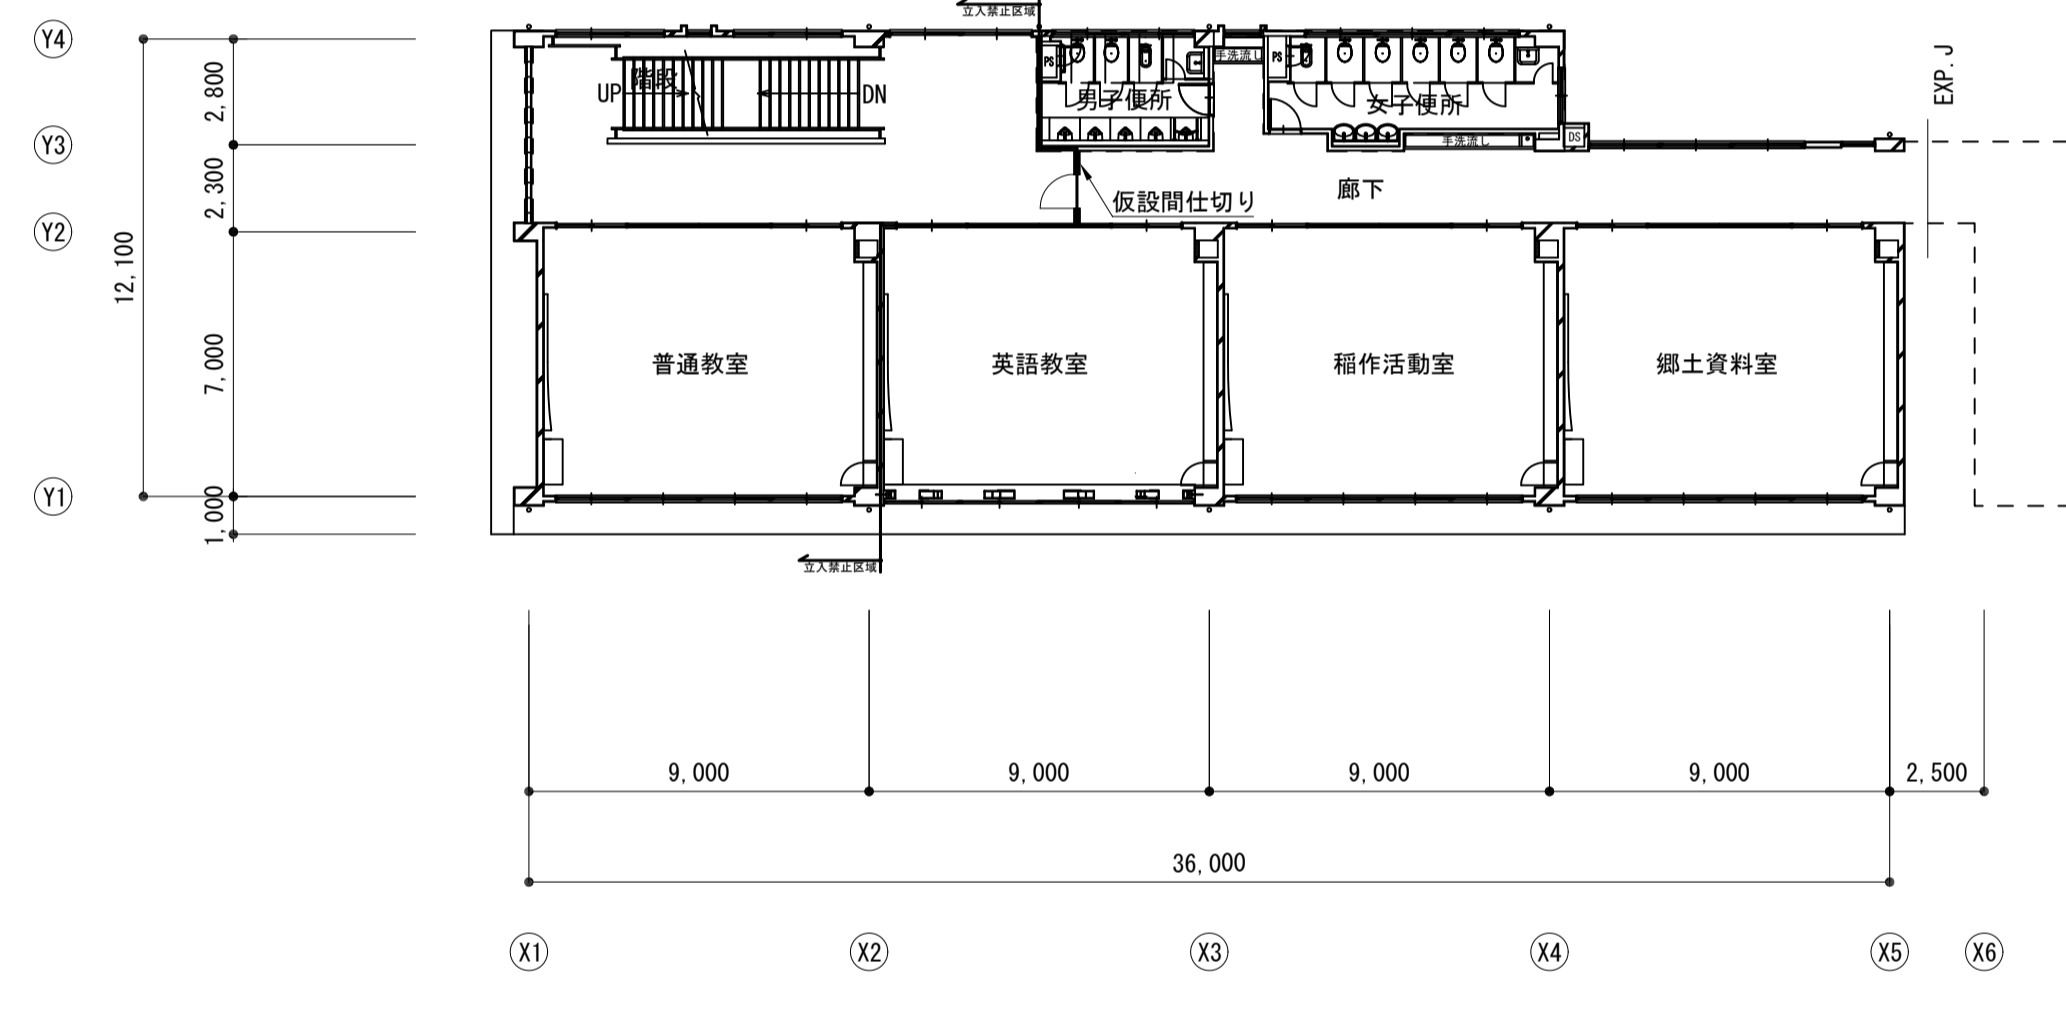 立入禁止区域
Y4
Y3
Y2
Y1
2,800
2,300
12,100
7,000
1,000
UP
階段
DN
PS
男子便所
手洗流し
PS
女子便所
手洗流し
DS
EXP.J
仮設間仕切り
廊下
普通教室
英語教室
稲作活動室
郷土資料室
立入禁止区域
9,000
9,000
9,000
9,000
2,500
36,000
X1
X2
X3
X4
X5
X6